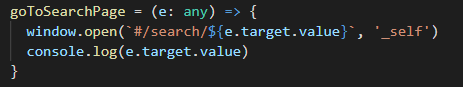 goToSearchPage = (e: any) => {
  window.open(`#/search/${e.target.value}`, '_self')
  console.log(e.target.value)
}